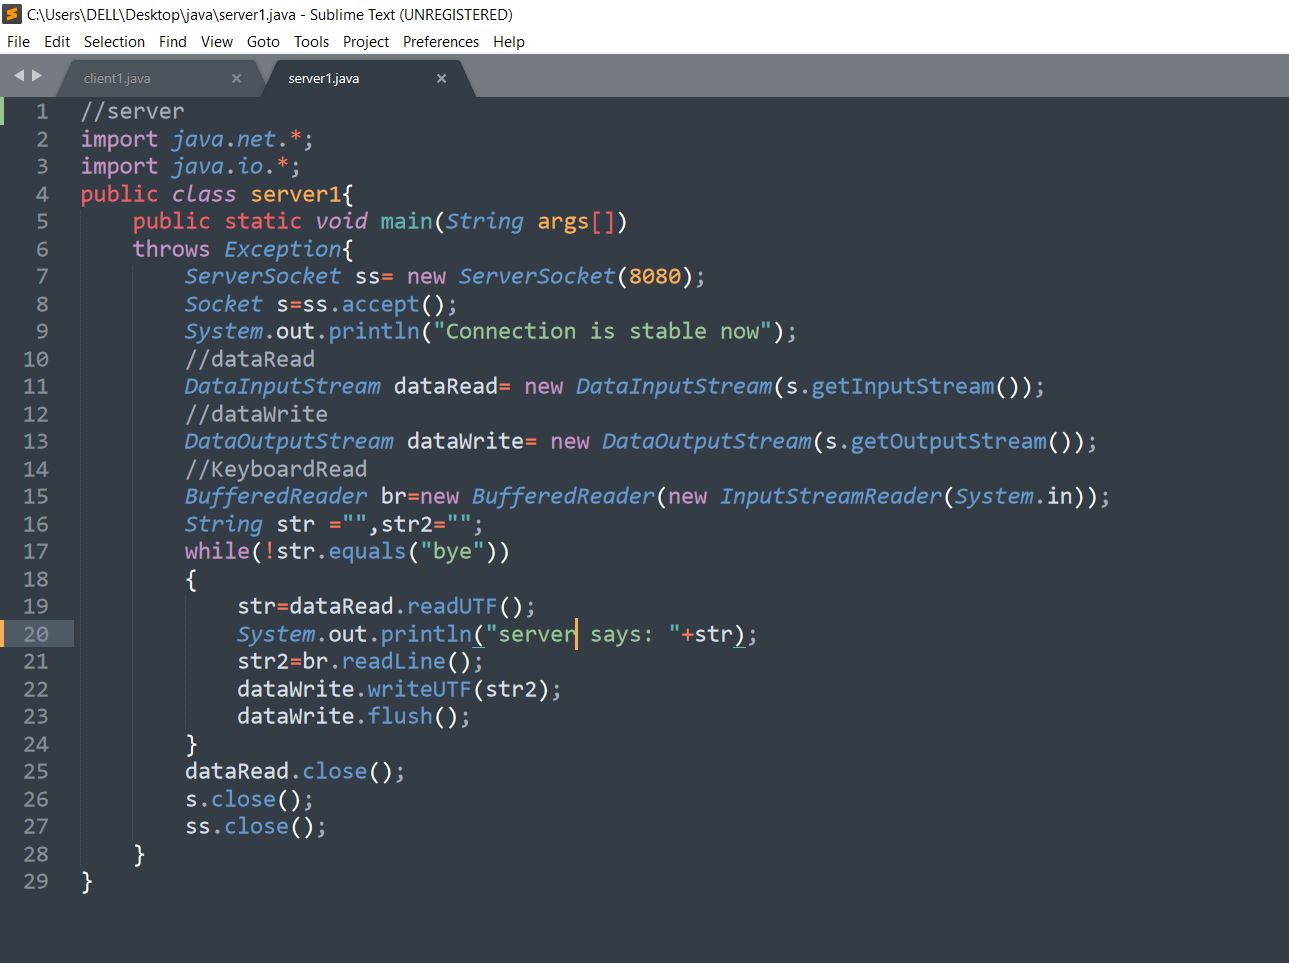 C:\Users\DELL\Desktop\java\server1.java - Sublime Text (UNREGISTERED)
File Edit Selection Find View Goto Tools Project Preferences Help
client1.java × server1.java ×
1 //server
2 import java.net.*;
3 import java.io.*;
4 public class server1{
5     public static void main(String args[])
6     throws Exception{
7         ServerSocket ss= new ServerSocket(8080);
8         Socket s=ss.accept();
9         System.out.println("Connection is stable now");
10         //dataRead
11         DataInputStream dataRead= new DataInputStream(s.getInputStream());
12         //dataWrite
13         DataOutputStream dataWrite= new DataOutputStream(s.getOutputStream());
14         //KeyboardRead
15         BufferedReader br=new BufferedReader(new InputStreamReader(System.in));
16         String str ="",str2="";
17         while(!str.equals("bye"))
18         {
19             str=dataRead.readUTF();
20             System.out.println("server says: "+str);
21             str2=br.readLine();
22             dataWrite.writeUTF(str2);
23             dataWrite.flush();
24         }
25         dataRead.close();
26         s.close();
27         ss.close();
28     }
29 }